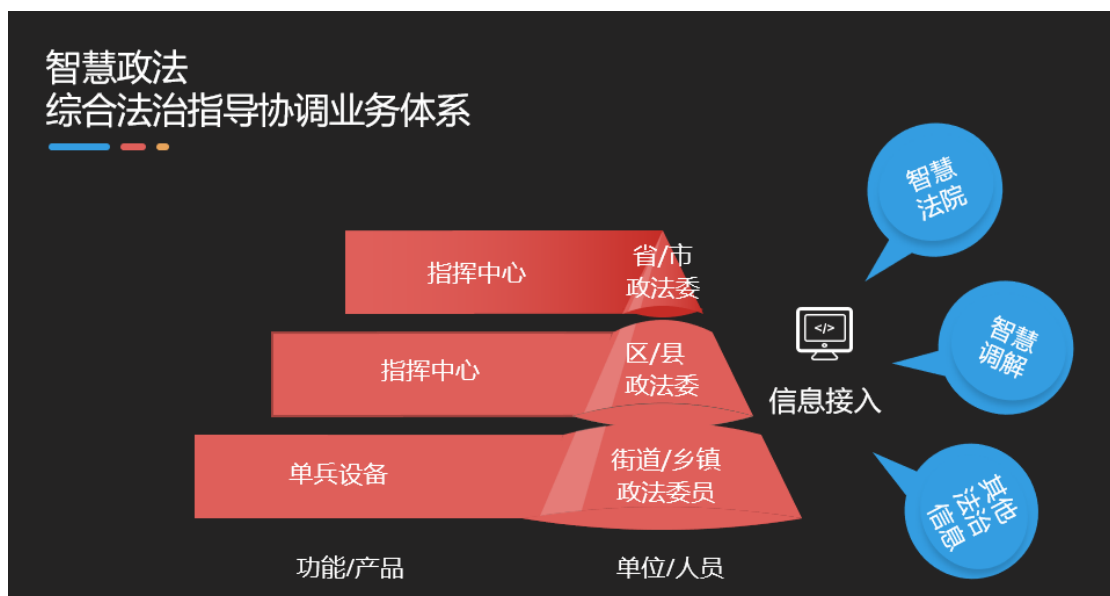 智慧政法
综合法治指导协调业务体系
智慧
法院
指挥中心
省/市
政法委
</>
智慧
调解
指挥中心
区/县
政法委
信息接入
单兵设备
街道/乡镇
政法委员
其他
法治
信息
功能/产品
单位/人员